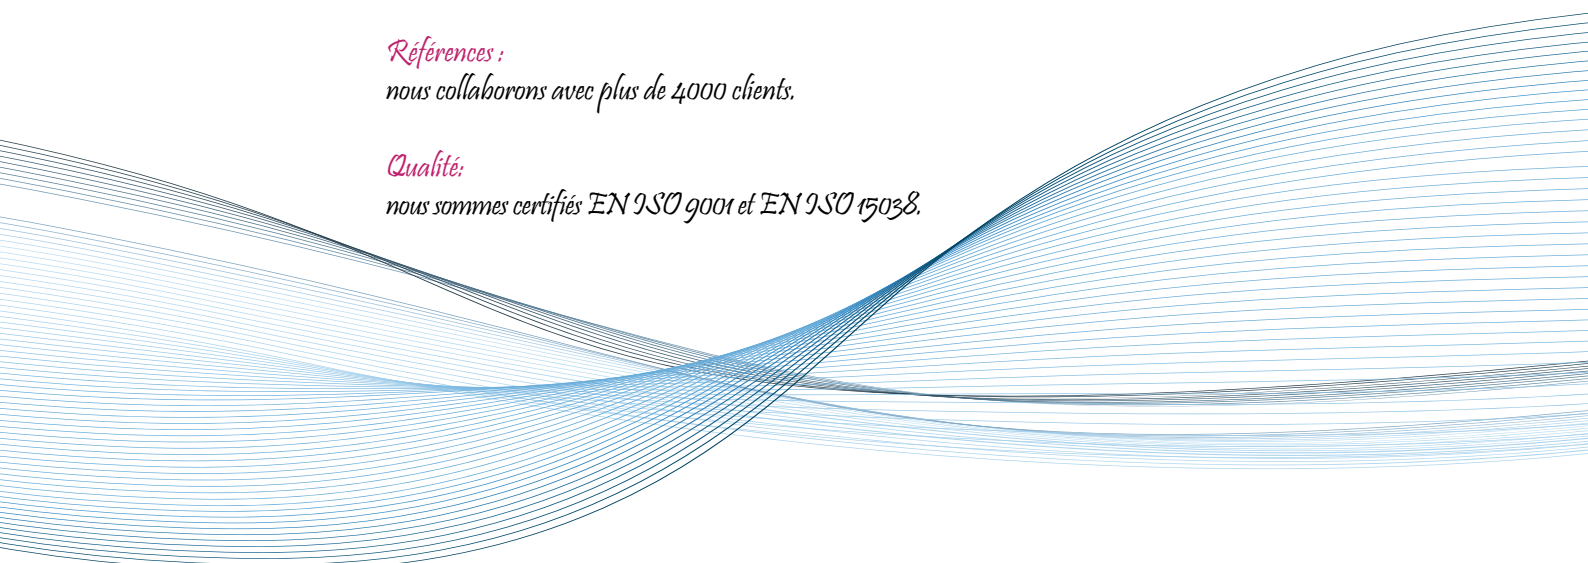 Références :
nous collaborons avec plus de 4000 clients.
Qualité:
nous sommes certifiés EN ISO 9001 et EN ISO 15038.